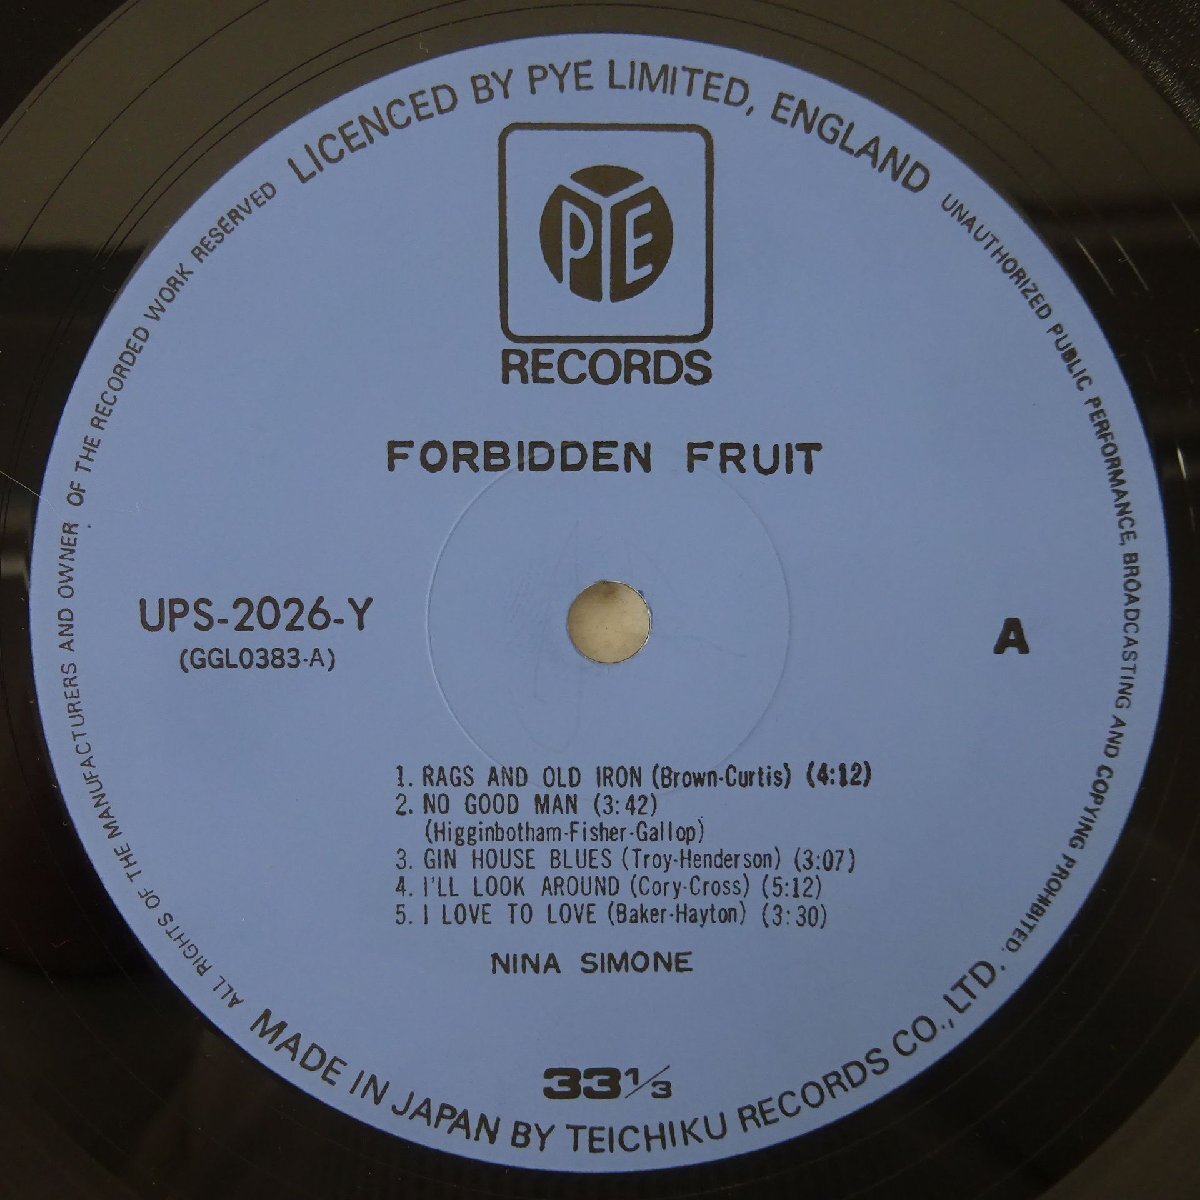 LICENCED BY PYE LIMITED, ENGLAND
UNAUTHORIZED PUBLIC PERFORMANCE, BROADCASTING AND COPYING PROHIBITED.
PYE
RECORDS
FORBIDDEN FRUIT
UPS-2026-Y
(GGL0383-A)
A
1. RAGS AND OLD IRON (Brown-Curtis) (4:12)
2. NO GOOD MAN (3:42)
(Higginbotham-Fisher-Gallop)
3. GIN HOUSE BLUES (Troy-Henderson) (3:07)
4. I'LL LOOK AROUND (Cory-Cross) (5:12)
5. I LOVE TO LOVE (Baker-Hayton) (3:30)
NINA SIMONE
33 1/3
MADE IN JAPAN BY TEICHIKU RECORDS CO., LTD.
ALL RIGHTS OF THE MANUFACTURERS AND OWNER OF THE RECORDED WORK RESERVED